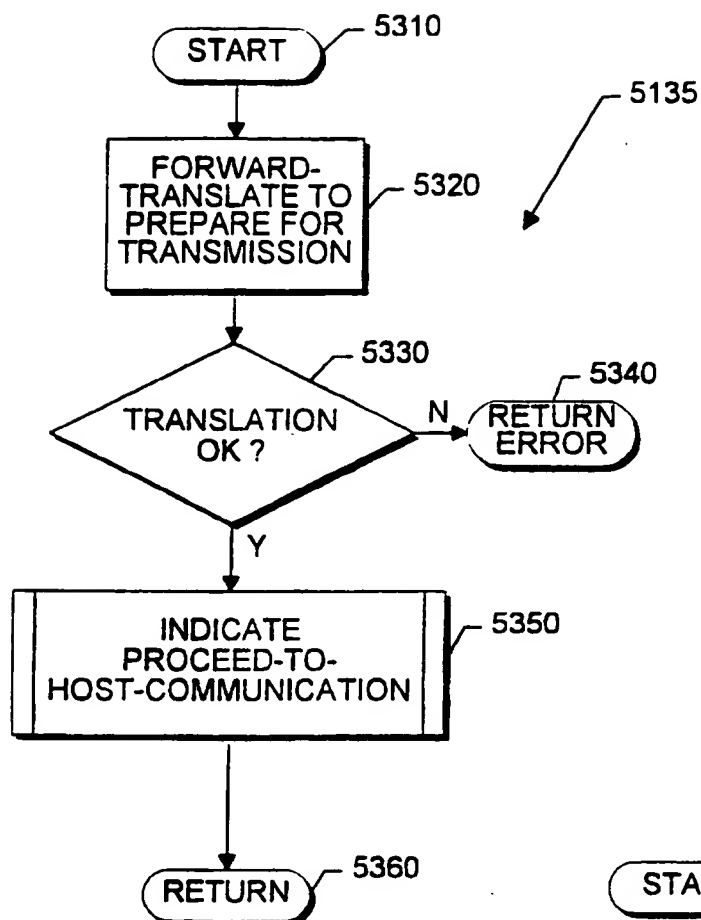 START
5310
5135
FORWARD-
TRANSLATE TO
PREPARE FOR
TRANSMISSION
5320
5330
TRANSLATION
OK ?
N
5340
RETURN
ERROR
Y
INDICATE
PROCEED-TO-
HOST-COMMUNICATION
5350
RETURN
5360